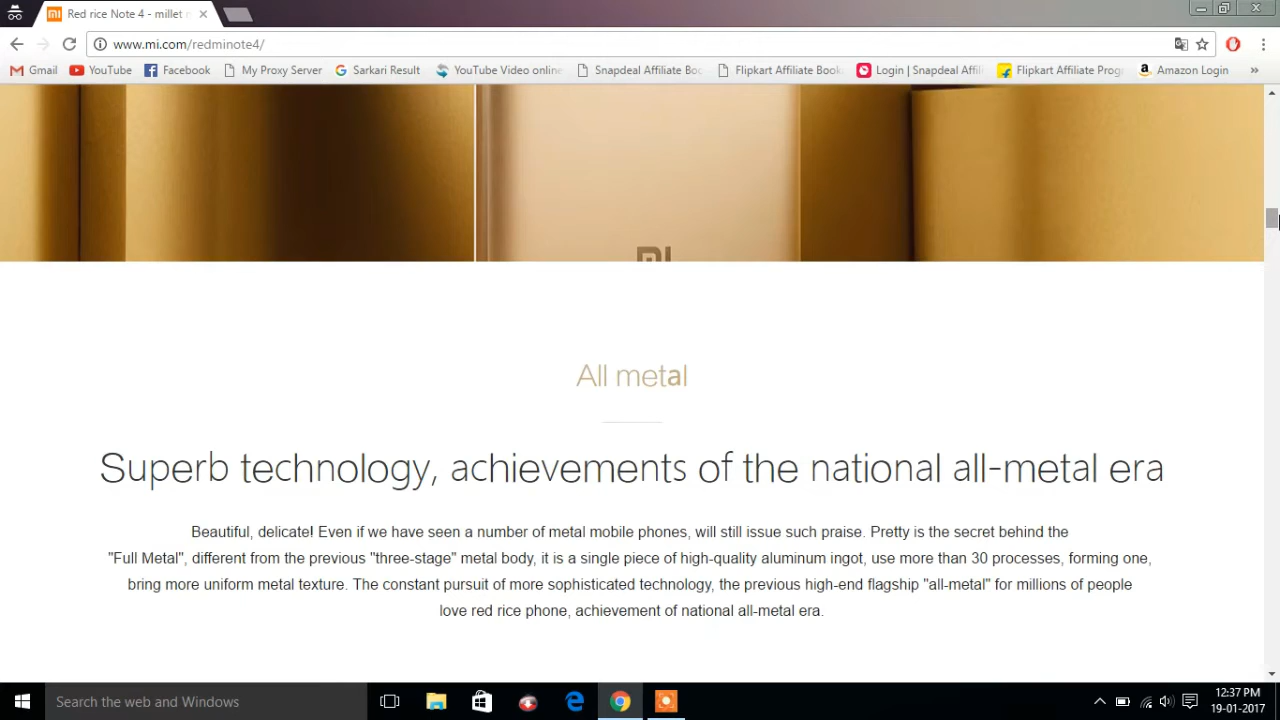 Red rice Note 4 - millet
www.mi.com/redminote4/
Gmail YouTube Facebook My Proxy Server Sarkari Result YouTube Video online Snapdeal Affiliate Flipkart Affiliate Book Login | Snapdeal Flipkart Affiliate Amazon Login »
MI
All metal
Superb technology, achievements of the national all-metal era
Beautiful, delicate! Even if we have seen a number of metal mobile phones, will still issue such praise. Pretty is the secret behind the
"Full Metal", different from the previous "three-stage" metal body, it is a single piece of high-quality aluminum ingot, use more than 30 processes, forming one,
bring more uniform metal texture. The constant pursuit of more sophisticated technology, the previous high-end flagship "all-metal" for millions of people
love red rice phone, achievement of national all-metal era.
Search the web and Windows
12:37 PM
19-01-2017